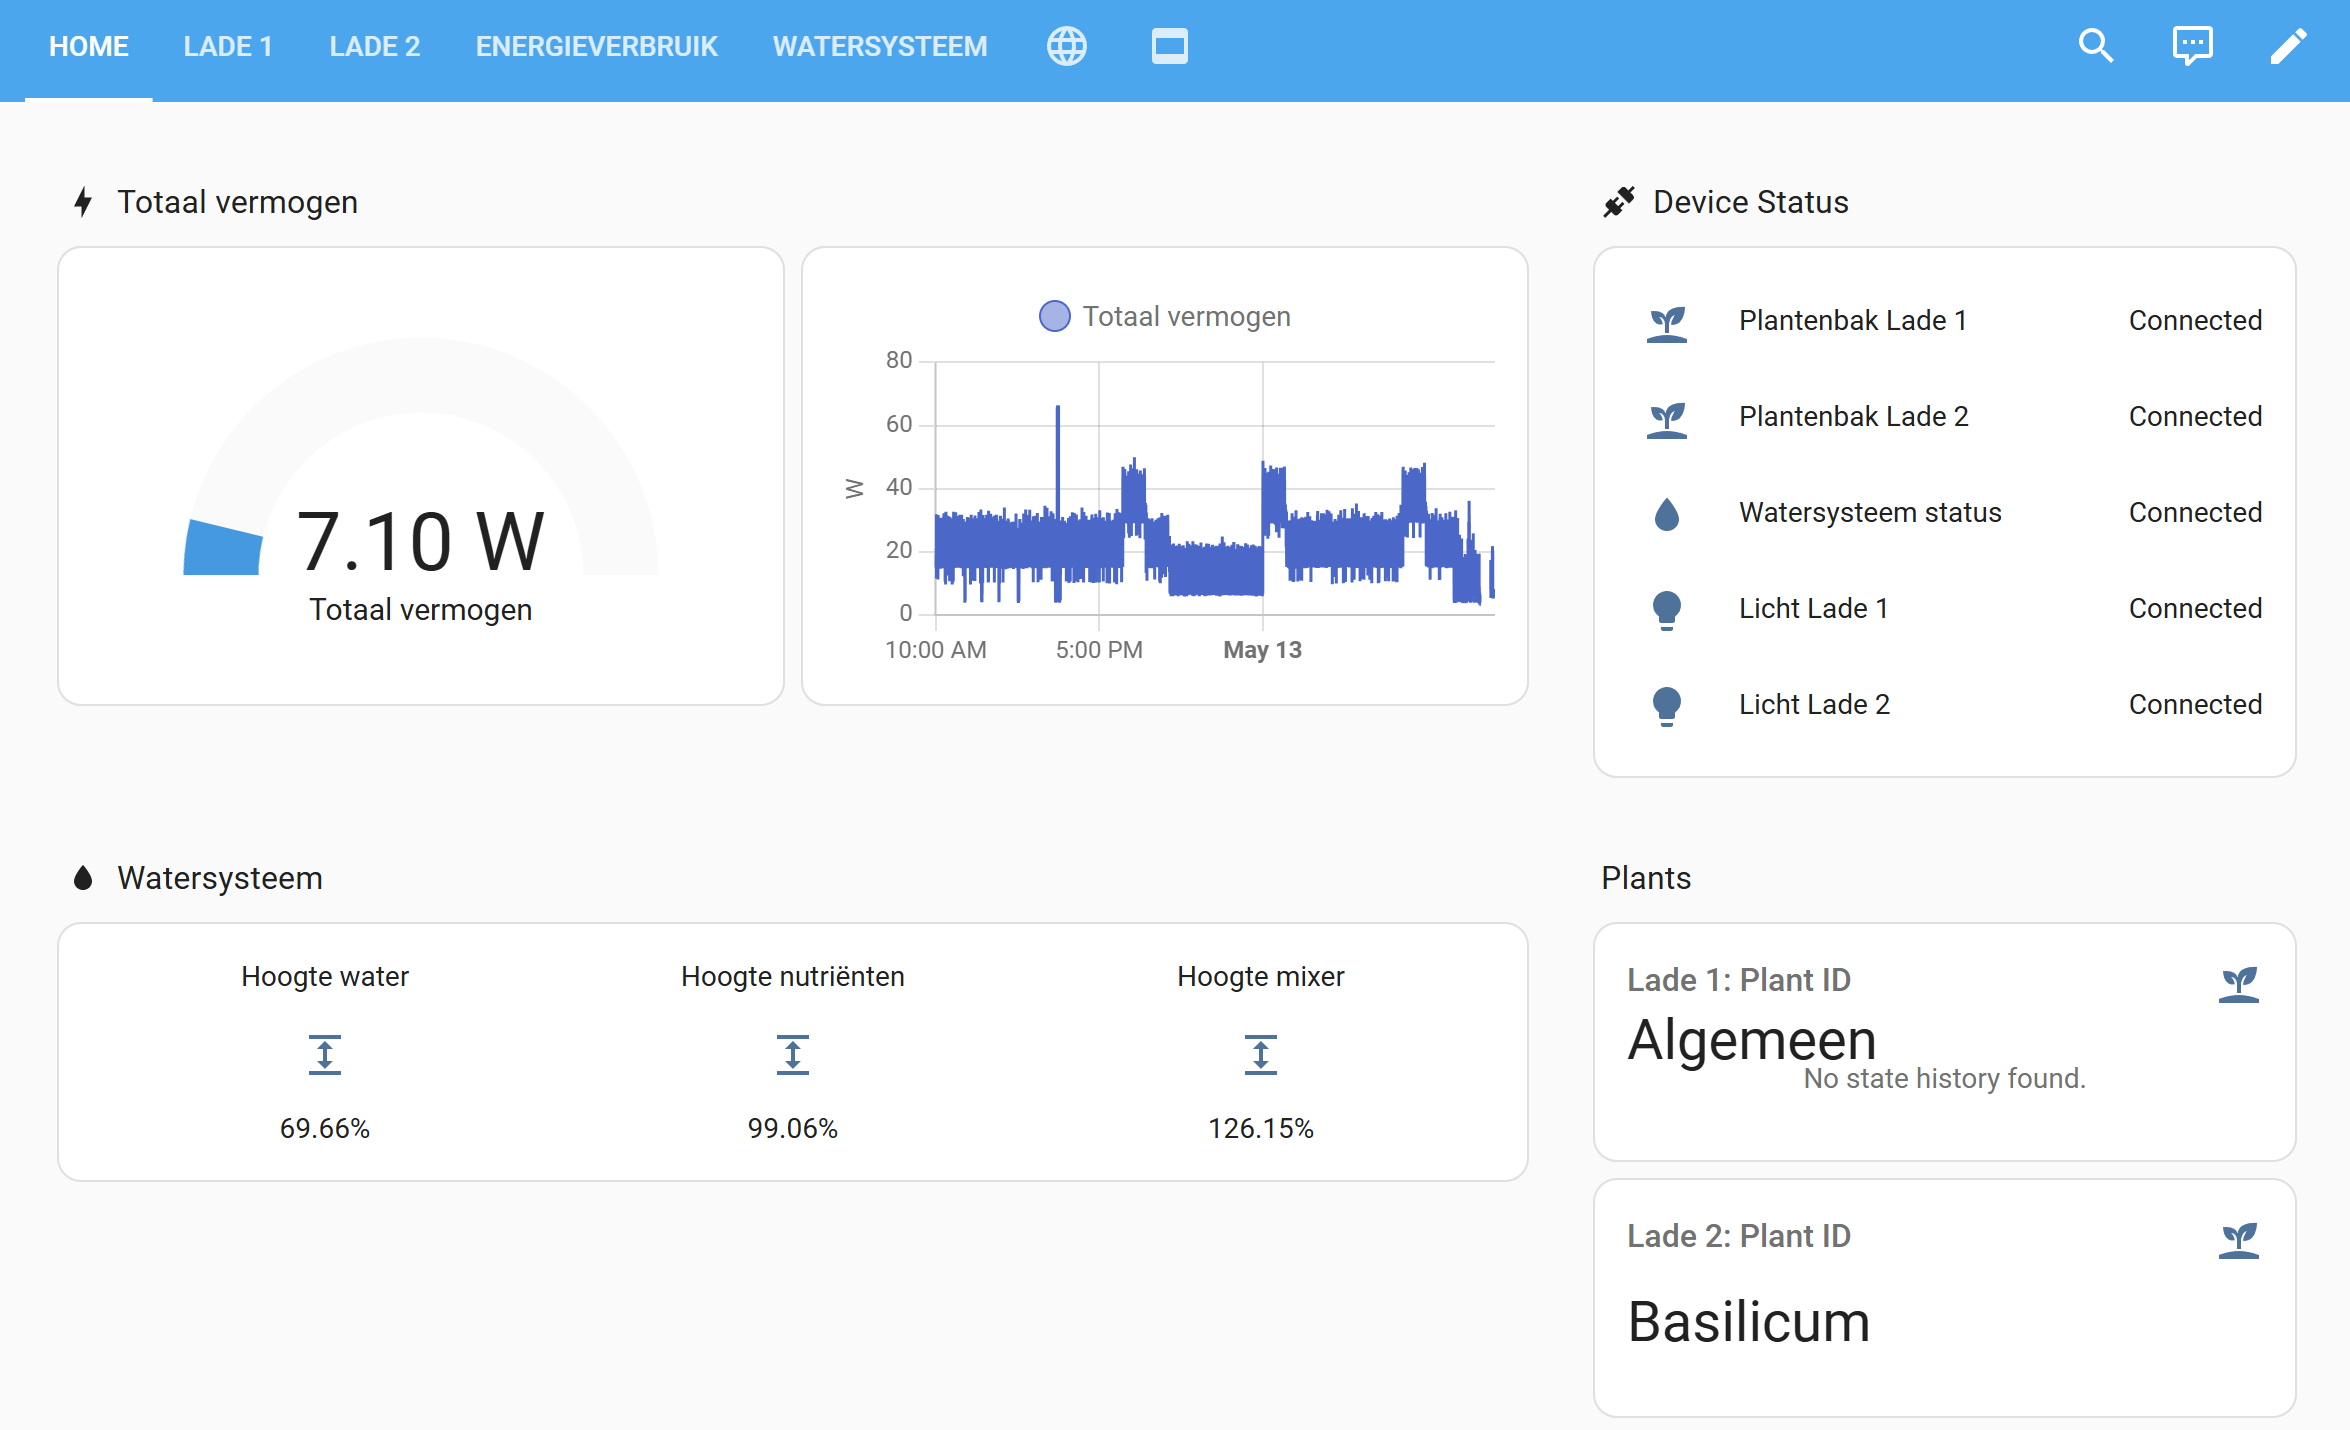 HOME
LADE 1
LADE 2
ENERGIEVERBRUIK
WATERSYSTEEM
Totaal vermogen
7.10 W
Totaal vermogen
Totaal vermogen
80
60
40
20
0
W
10:00 AM
5:00 PM
May 13
Device Status
Plantenbak Lade 1 Connected
Plantenbak Lade 2 Connected
Watersysteem status Connected
Licht Lade 1 Connected
Licht Lade 2 Connected
Watersysteem
Hoogte water
69.66%
Hoogte nutriënten
99.06%
Hoogte mixer
126.15%
Plants
Lade 1: Plant ID
Algemeen
No state history found.
Lade 2: Plant ID
Basilicum